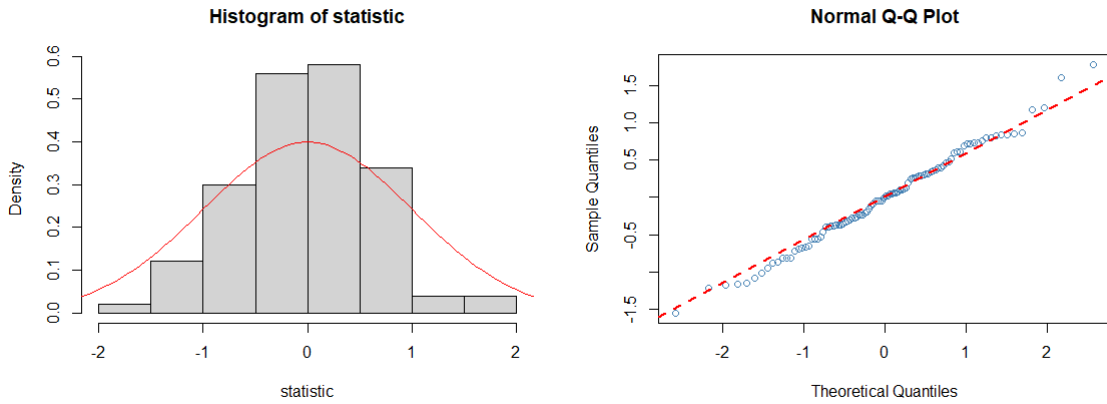 Histogram of statistic
Density
0.0 0.1 0.2 0.3 0.4 0.5 0.6
-2 -1 0 1 2
statistic
Normal Q-Q Plot
Sample Quantiles
-1.5 -0.5 0.5 1.0 1.5
-2 -1 0 1 2
Theoretical Quantiles